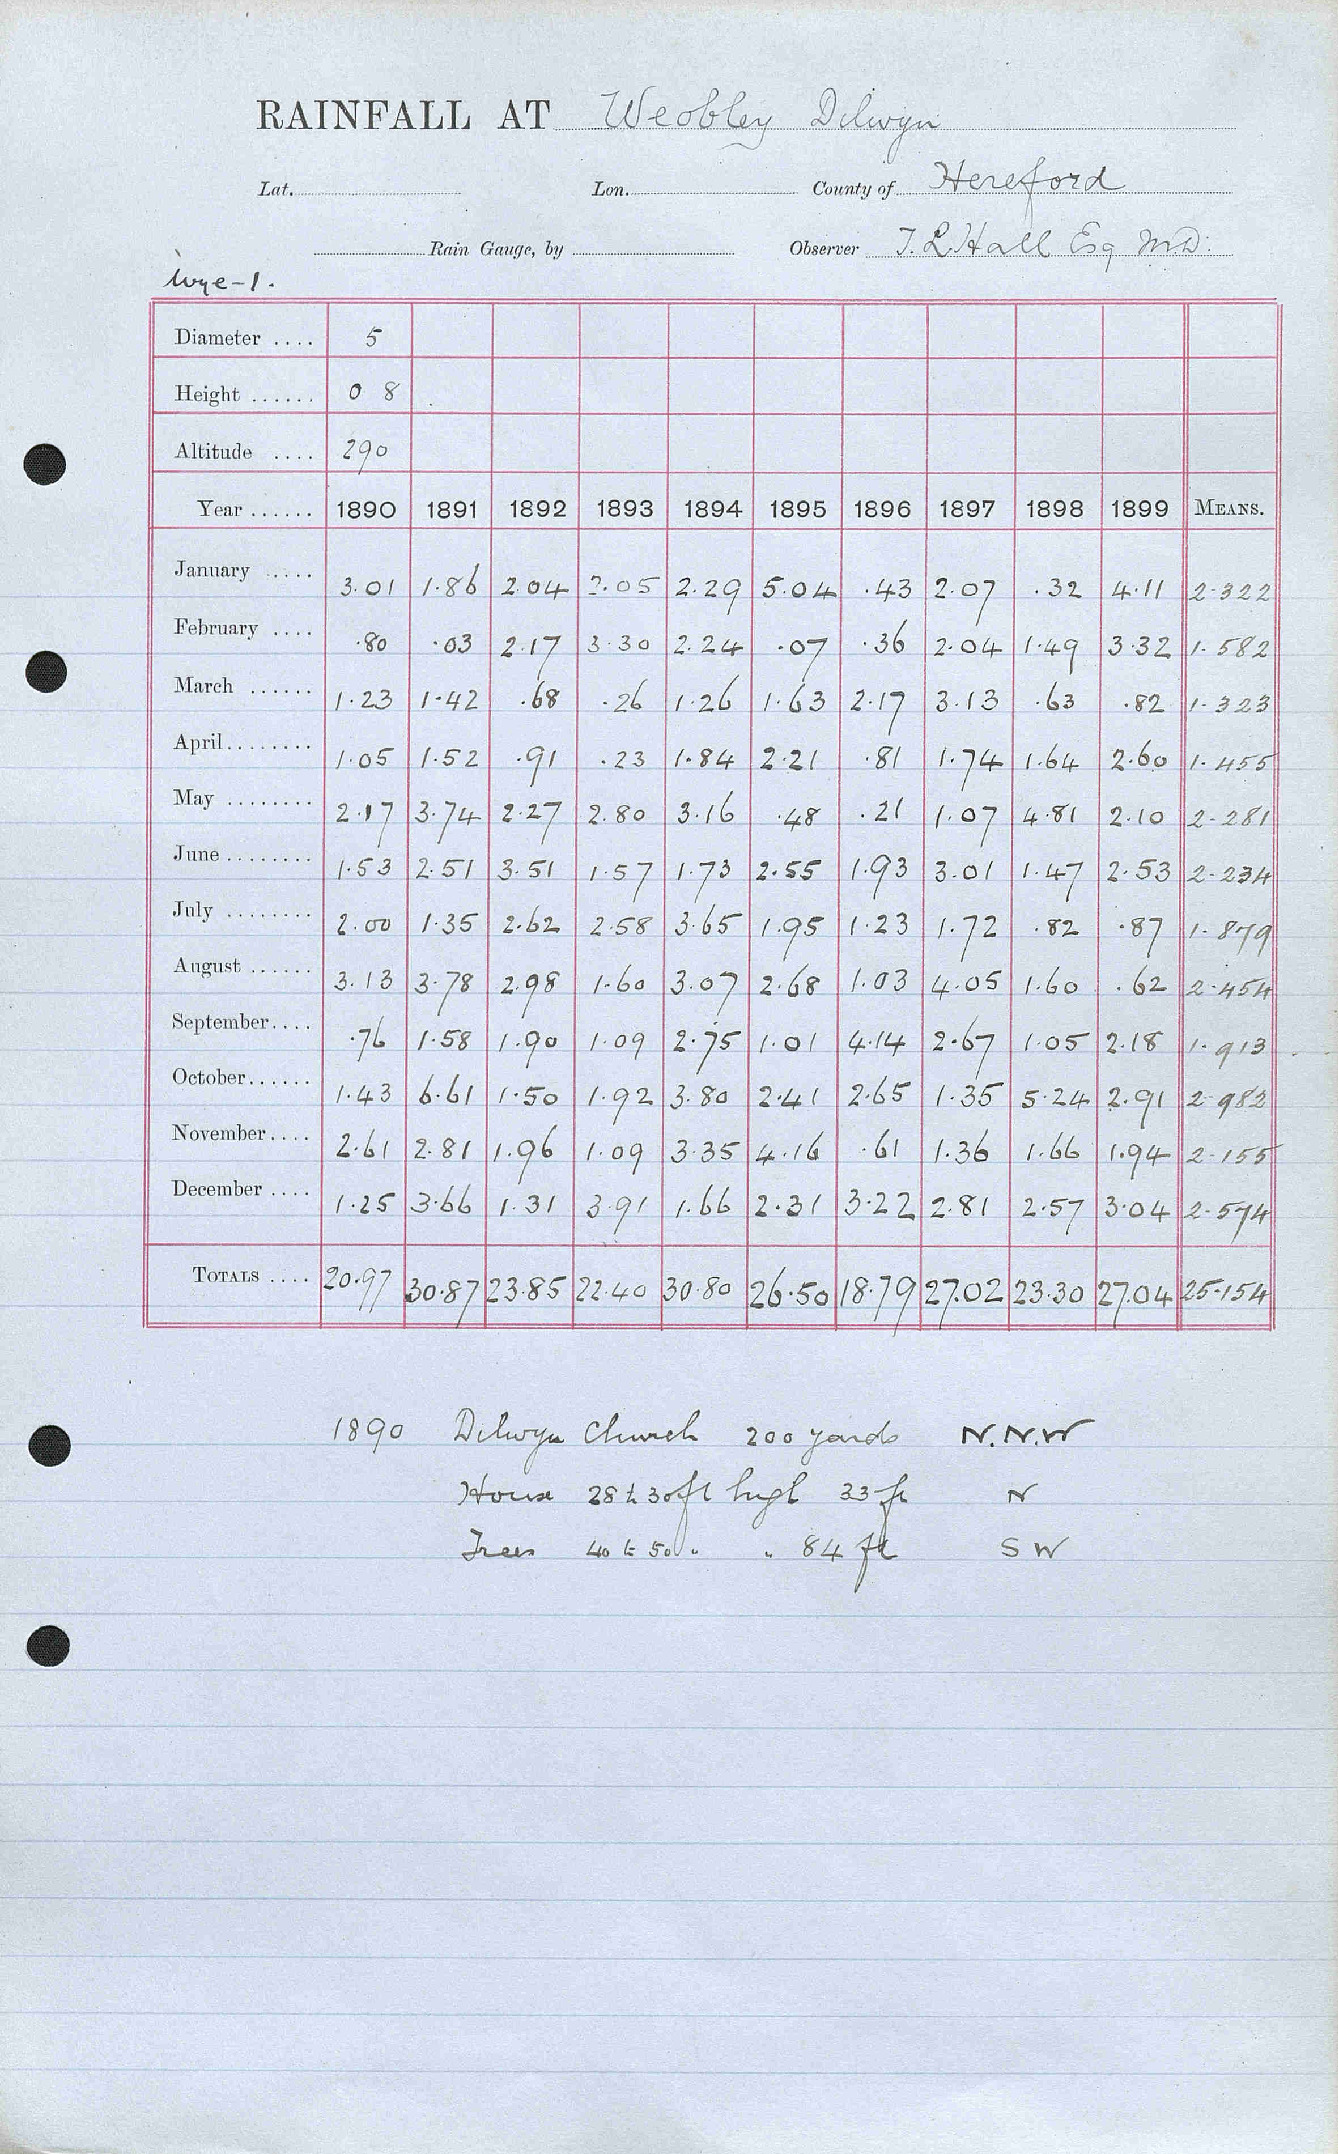 RAINFALL AT Weobley Dilwyn
Lat. Lon. County of Hereford
Rain Gauge, by Observer T. L. Hall Esq M.D.
Wye-1.
Diameter .... 5
Height ...... 0 8
Altitude .... 290
Year ...... 1890 1891 1892 1893 1894 1895 1896 1897 1898 1899 MEANS.
January ..... 3.01 1.86 2.04 2.05 2.29 5.04 .43 2.07 .32 4.11 2.322
February .... .80 .03 2.17 3.30 2.24 .07 .36 2.04 1.49 3.32 1.582
March ...... 1.23 1.42 .68 .26 1.26 1.63 2.17 3.13 .63 .82 1.323
April........ 1.05 1.52 .91 .23 1.84 2.21 .81 1.74 1.64 2.60 1.455
May ........ 2.17 3.74 2.27 2.80 3.16 .48 .21 1.07 4.81 2.10 2.281
June ........ 1.53 2.51 3.51 1.57 1.73 2.55 1.93 3.01 1.47 2.53 2.234
July ........ 2.00 1.35 2.62 2.58 3.65 1.95 1.23 1.72 .82 .87 1.879
August ...... 3.13 3.78 2.98 1.60 3.07 2.68 1.03 4.05 1.60 .62 2.454
September.... .76 1.58 1.90 1.09 2.75 1.01 4.14 2.67 1.05 2.18 1.913
October...... 1.43 6.61 1.50 1.92 3.80 2.41 2.65 1.35 5.24 2.91 2.982
November.... 2.61 2.81 1.96 1.09 3.35 4.16 .61 1.36 1.66 1.94 2.155
December .... 1.25 3.66 1.31 3.91 1.66 2.31 3.22 2.81 2.57 3.04 2.574
TOTALS .... 20.97 30.87 23.85 22.40 30.80 26.50 18.79 27.02 23.30 27.04 25.154
1890 Dilwyn Church 200 yards N.N.W
House 28 to 30 ft high 33 ft N
Trees 40 to 50 " " 84 ft SW